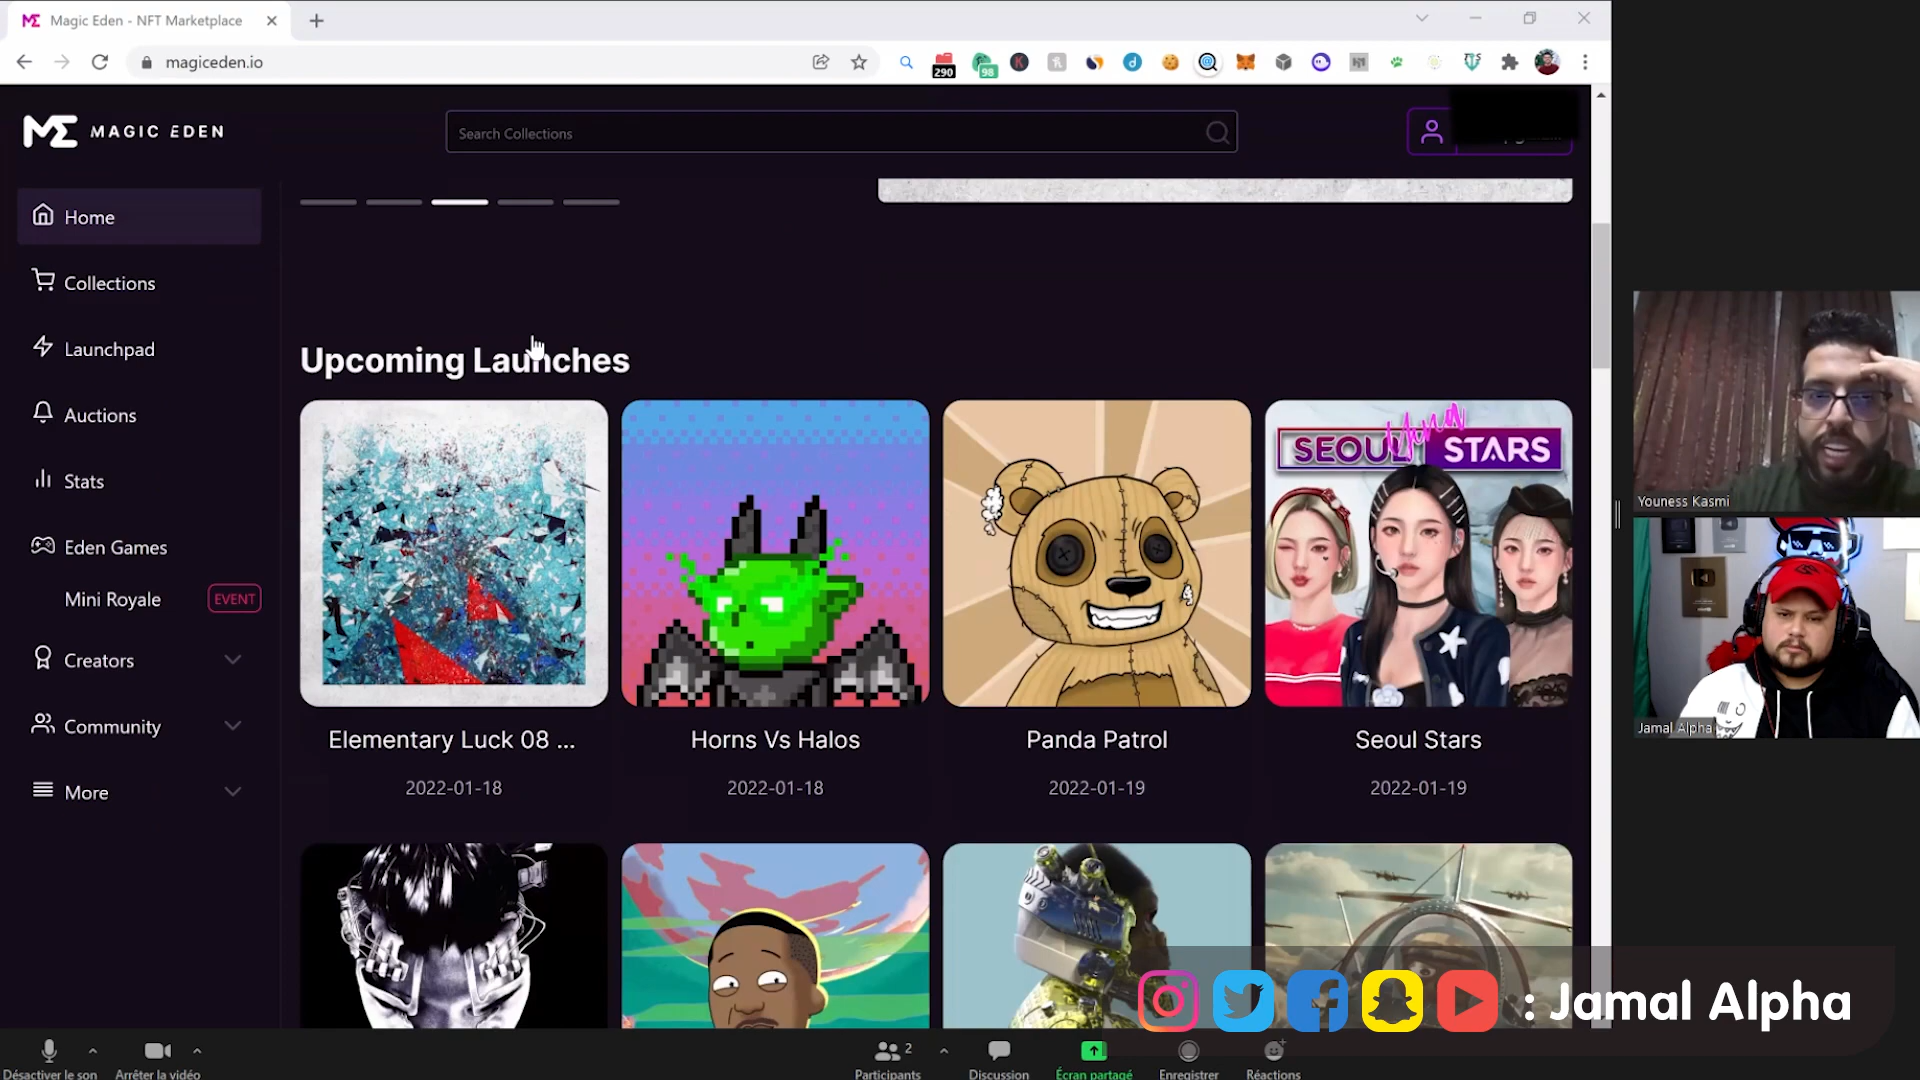 Magic Eden - NFT Marketplace
magiceden.io
290
98
MAGIC EDEN
Search Collections
Home
Collections
Launchpad
Auctions
Stats
Eden Games
Mini Royale
EVENT
Creators
Community
More
Upcoming Launches
SEOUL STARS
Elementary Luck 08 ...
Horns Vs Halos
Panda Patrol
Seoul Stars
2022-01-18
2022-01-18
2022-01-19
2022-01-19
Youness Kasmi
Jamal Alpha
: Jamal Alpha
2
Désactiver le son
Arrêter la vidéo
Participants
Discussion
Écran partagé
Enregistrer
Réactions